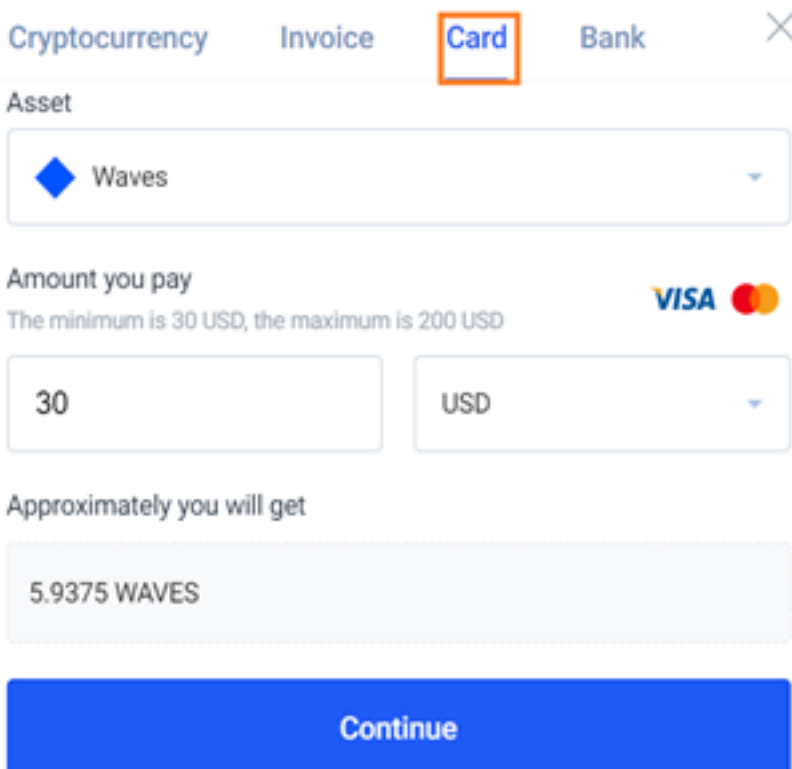 Cryptocurrency Invoice Card Bank
Asset
Waves
Amount you pay
The minimum is 30 USD, the maximum is 200 USD
VISA
30 USD
Approximately you will get
5.9375 WAVES
Continue